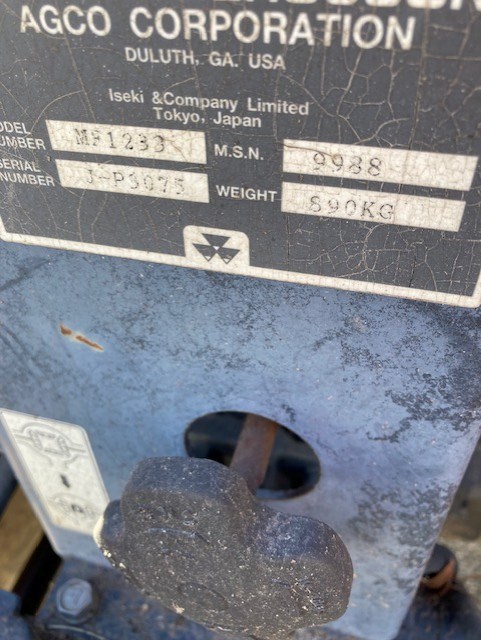 AGCO CORPORATION
DULUTH, GA. USA
Iseki &Company Limited
Tokyo, Japan
MODEL NUMBER MF1233 M.S.N. 9988
SERIAL NUMBER J-P3075 WEIGHT 890KG